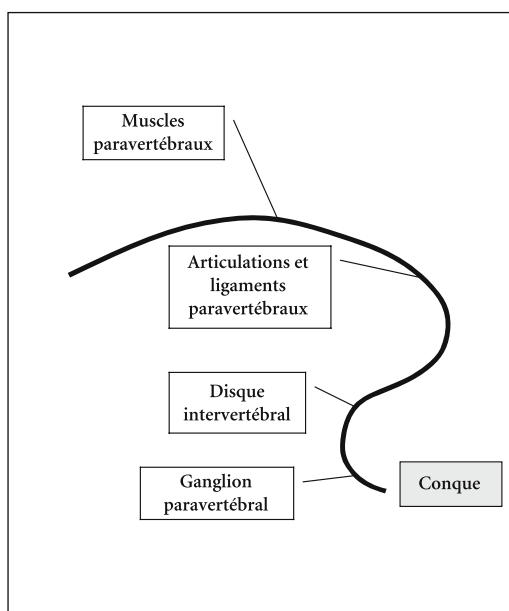 Muscles
paravertébraux
Articulations et
ligaments
paravertébraux
Disque
intervertébral
Ganglion
paravertébral
Conque